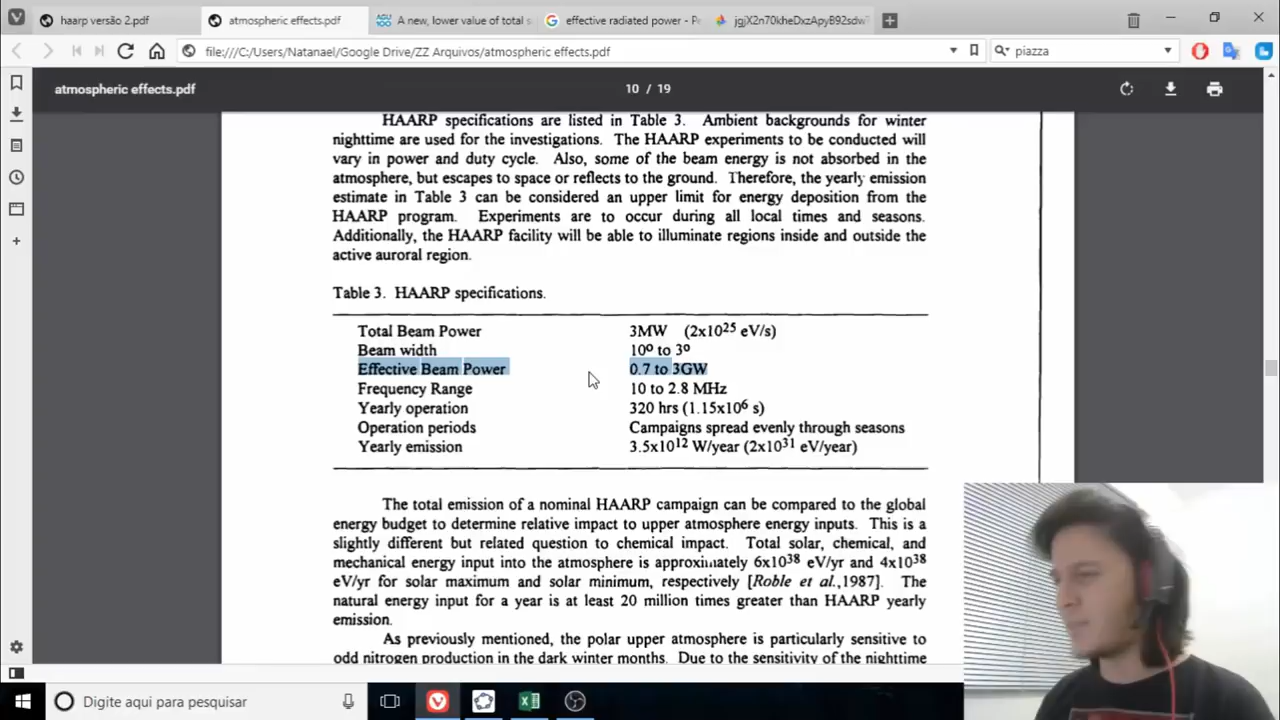 haarp versão 2.pdf
atmospheric effects.pdf
A new, lower value of total s
effective radiated power - Pe
jgjX2n70kheDxzApyB92sdw7
file:///C:/Users/Natanael/Google Drive/ZZ Arquivos/atmospheric effects.pdf
piazza
atmospheric effects.pdf
10 / 19
HAARP specifications are listed in Table 3. Ambient backgrounds for winter
nighttime are used for the investigations. The HAARP experiments to be conducted will
vary in power and duty cycle. Also, some of the beam energy is not absorbed in the
atmosphere, but escapes to space or reflects to the ground. Therefore, the yearly emission
estimate in Table 3 can be considered an upper limit for energy deposition from the
HAARP program. Experiments are to occur during all local times and seasons.
Additionally, the HAARP facility will be able to illuminate regions inside and outside the
active auroral region.
Table 3. HAARP specifications.
Total Beam Power 3MW (2x10²⁵ eV/s)
Beam width 10º to 3º
Effective Beam Power 0.7 to 3GW
Frequency Range 10 to 2.8 MHz
Yearly operation 320 hrs (1.15x10⁶ s)
Operation periods Campaigns spread evenly through seasons
Yearly emission 3.5x10¹² W/year (2x10³¹ eV/year)
The total emission of a nominal HAARP campaign can be compared to the global
energy budget to determine relative impact to upper atmosphere energy inputs. This is a
slightly different but related question to chemical impact. Total solar, chemical, and
mechanical energy input into the atmosphere is approximately 6x10³⁸ eV/yr and 4x10³⁸
eV/yr for solar maximum and solar minimum, respectively [Roble et al.,1987]. The
natural energy input for a year is at least 20 million times greater than HAARP yearly
emission.
As previously mentioned, the polar upper atmosphere is particularly sensitive to
odd nitrogen production in the dark winter months. Due to the sensitivity of the nighttime
Digite aqui para pesquisar